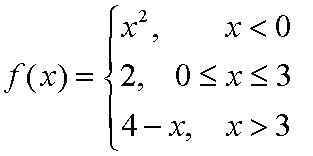 f(x) = { x², x < 0
2, 0 ≤ x ≤ 3
4 − x, x > 3